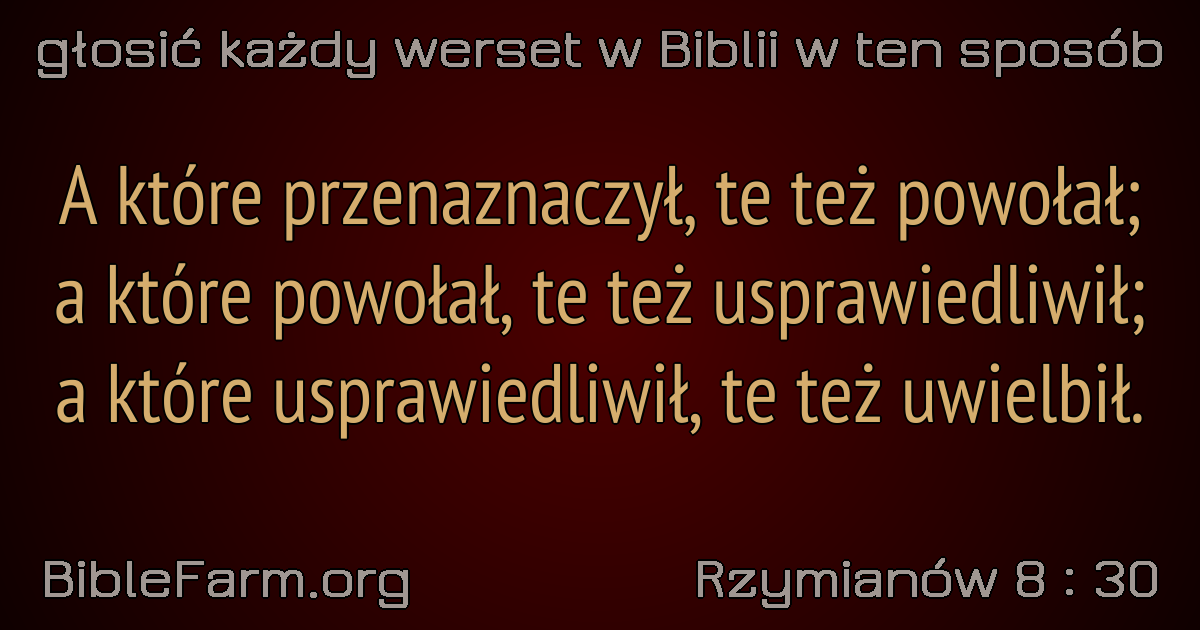 głosić każdy werset w Biblii w ten sposób
A które przenaznaczył, te też powołał;
a które powołał, te też usprawiedliwił;
a które usprawiedliwił, te też uwielbił.
BibleFarm.org
Rzymianów 8 : 30